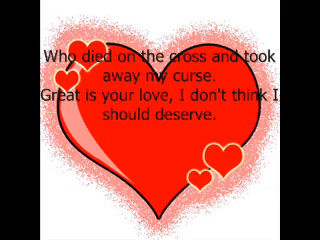 Who died on the cross and took
away my curse.
Great is your love, I don't think I
should deserve.